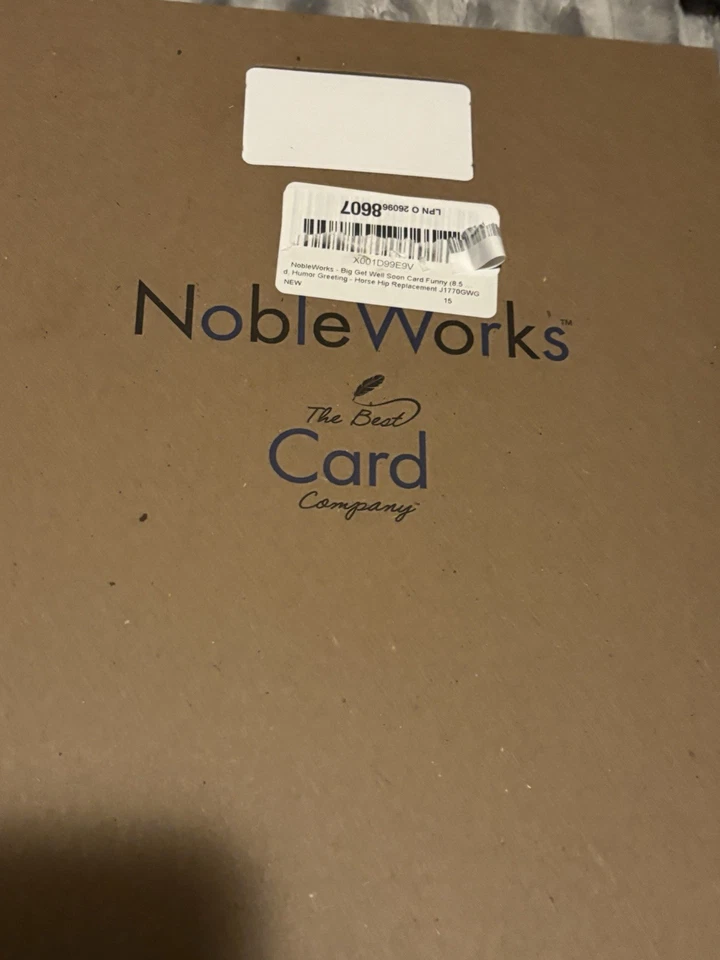 LPN O 260968607
X001D99E9V
NobleWorks - Big Get Well Soon Card Funny (8.5 ...
d, Humor Greeting - Horse Hip Replacement J1770GWG
NEW
15
NobleWorks™
The Best
Card
Company™